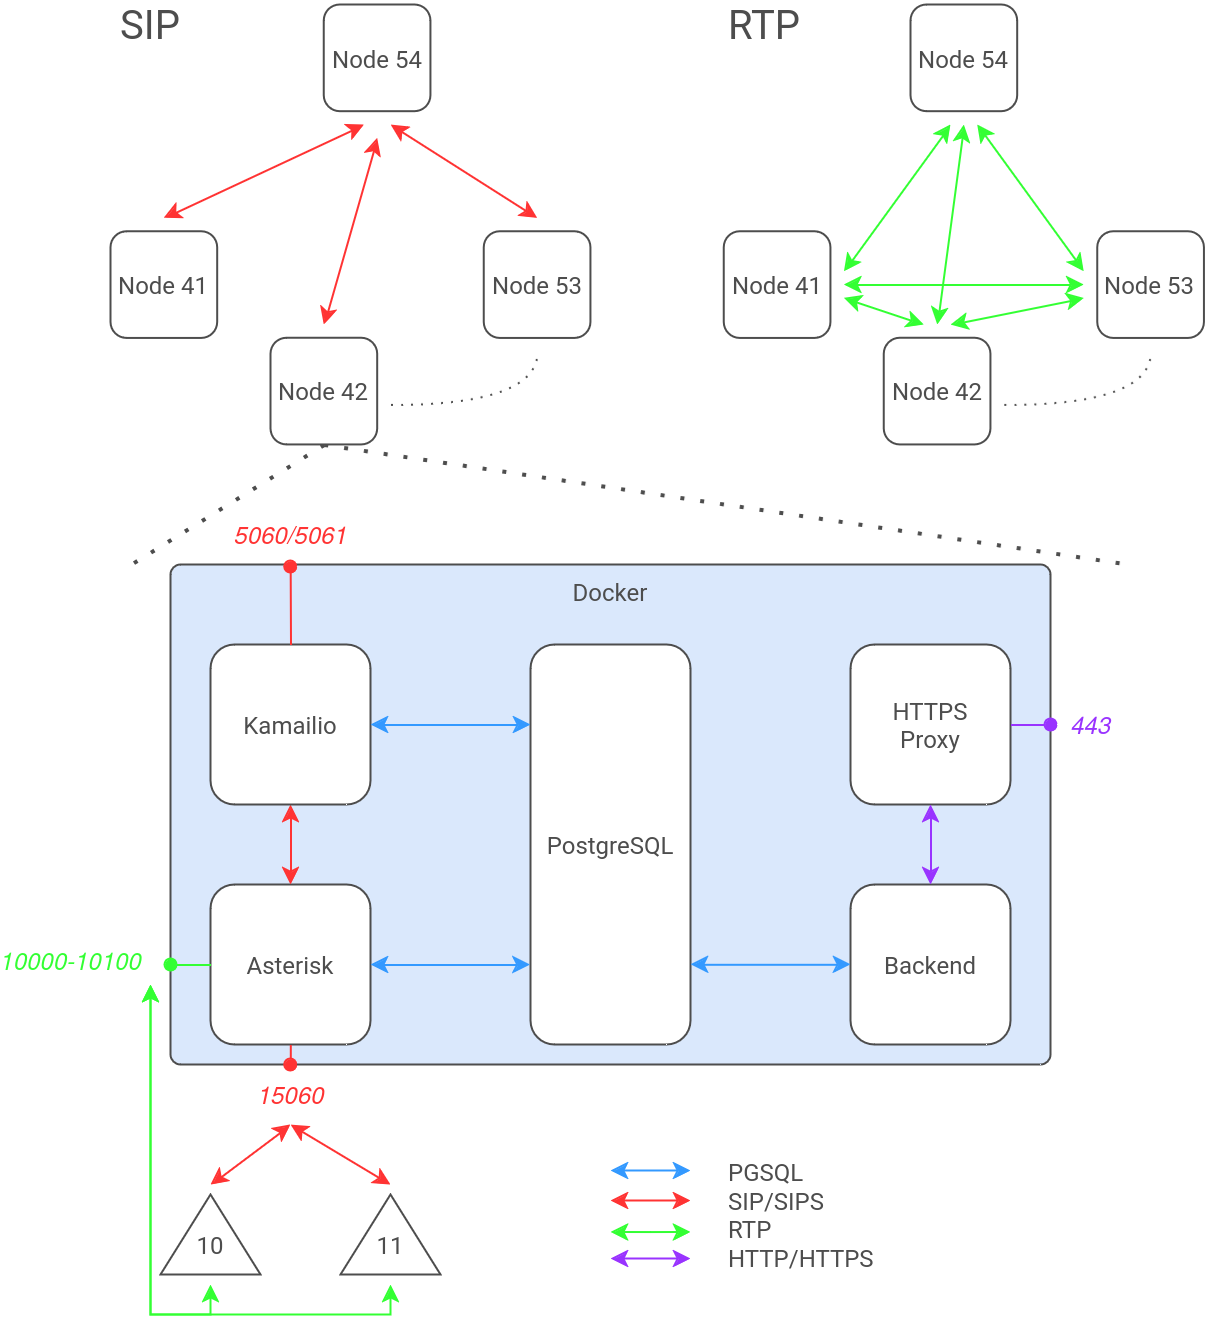 SIP
RTP
Node 54
Node 54
Node 41
Node 53
Node 41
Node 53
Node 42
Node 42
5060/5061
Docker
Kamailio
HTTPS
Proxy
443
PostgreSQL
10000-10100
Asterisk
Backend
15060
PGSQL
SIP/SIPS
RTP
HTTP/HTTPS
10
11